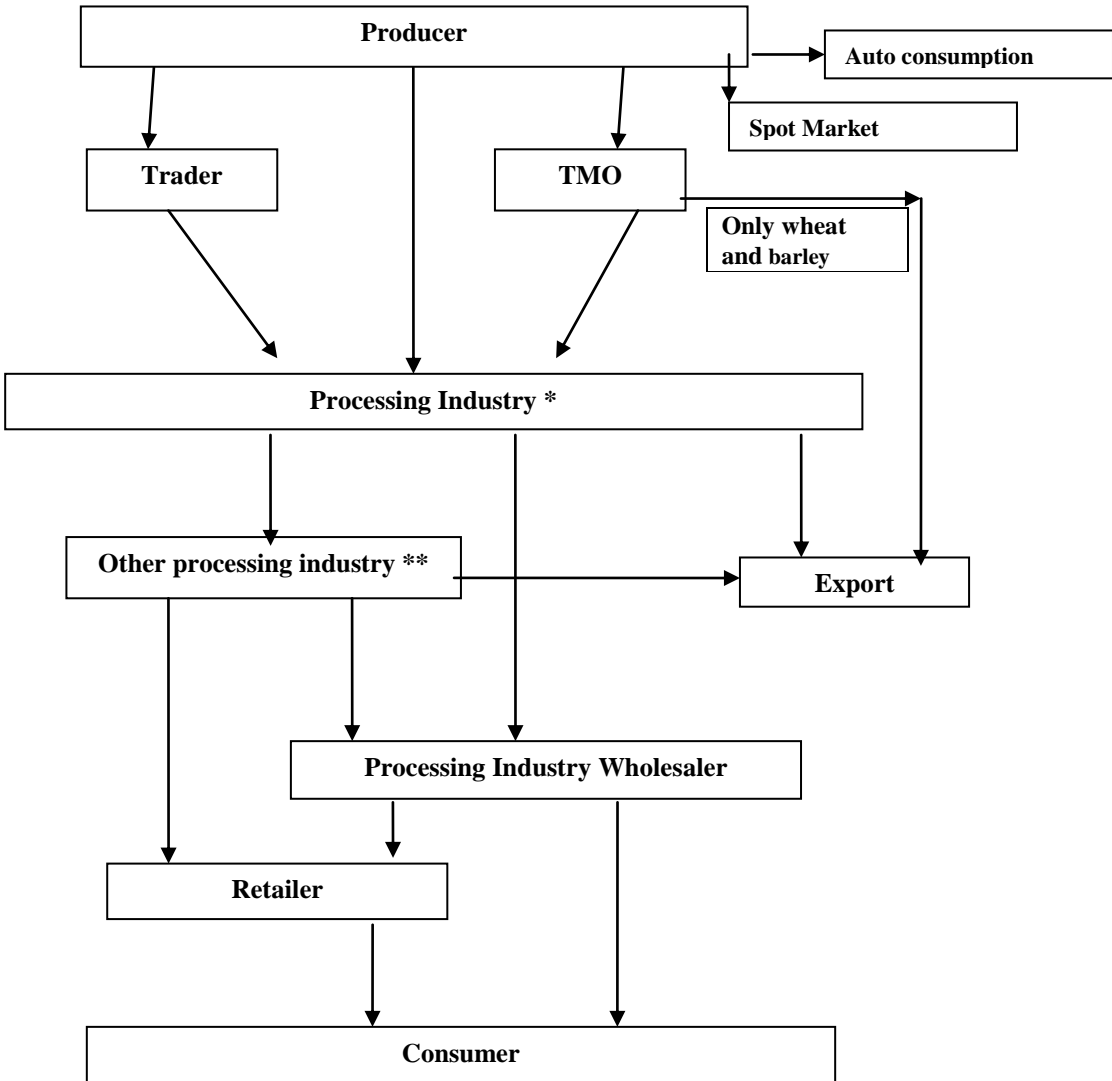 Producer
Auto consumption
Spot Market
Trader
TMO
Only wheat
and barley
Processing Industry *
Other processing industry **
Export
Processing Industry Wholesaler
Retailer
Consumer